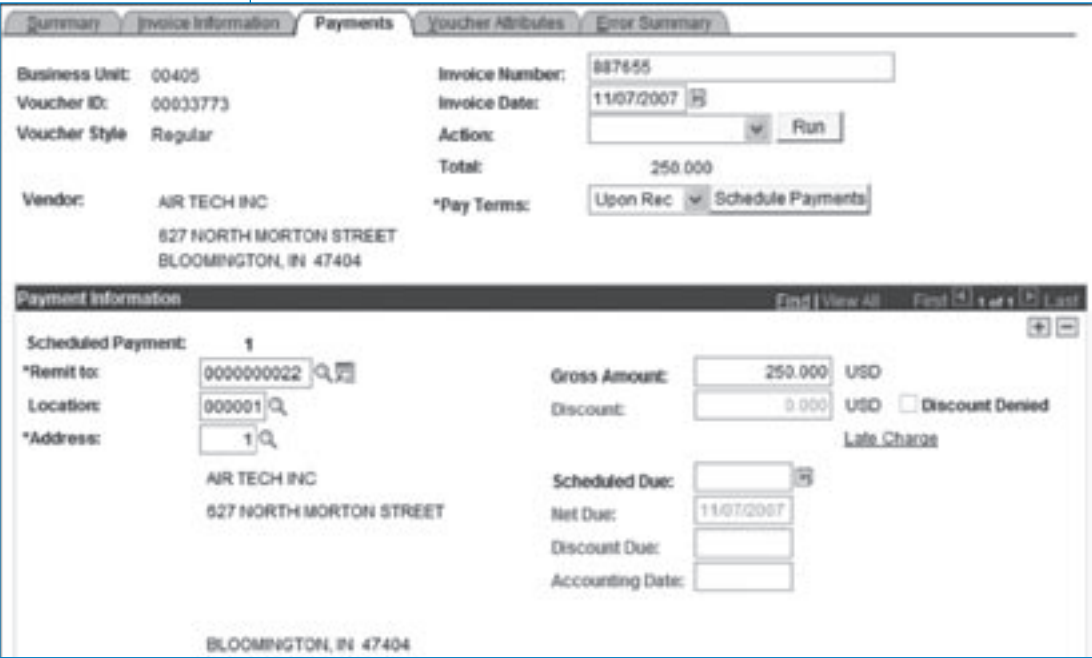 Summary Invoice Information Payments Voucher Attributes Error Summary
Business Unit: 00405 Invoice Number: 887655
Voucher ID: 00033773 Invoice Date: 11/07/2007
Voucher Style Regular Action: Run
Total: 250.000
Vendor: AIR TECH INC *Pay Terms: Upon Rec Schedule Payments
627 NORTH MORTON STREET
BLOOMINGTON, IN 47404
Payment Information Find | View All First 1 of 1 Last
Scheduled Payment: 1
*Remit to: 0000000022 Gross Amount: 250.000 USD
Location: 000001 Discount: 0.000 USD Discount Denied
*Address: 1 Late Charge
AIR TECH INC Scheduled Due:
627 NORTH MORTON STREET Net Due: 11/07/2007
Discount Due:
Accounting Date:
BLOOMINGTON, IN 47404